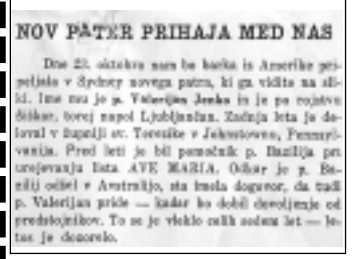 NOV PATER PRIHAJA MED NAS
Dne 23. oktobra nam bo barka iz Amerike pri-
peljala v Sydney novega patra, ki ga vidite na sli-
ki. Ime mu je p. Valerijan Jenko in je po rojstvu
šiškar, torej napol Ljubljančan. Zadnja leta je de-
loval v župniji sv. Terezike v Johnstownu, Pennsyl-
vanija. Pred leti je bil pomočnik p. Bazilija pri
urejevanju lista AVE MARIA. Odkar je p. Ba-
zilij odšel v Avstralijo, sta imela dogovor, da tudi
p. Valerijan pride — kadar bo dobil dovoljenje od
predstojnikov. To se je vleklo celih sedem let — le-
tos je dozorelo.